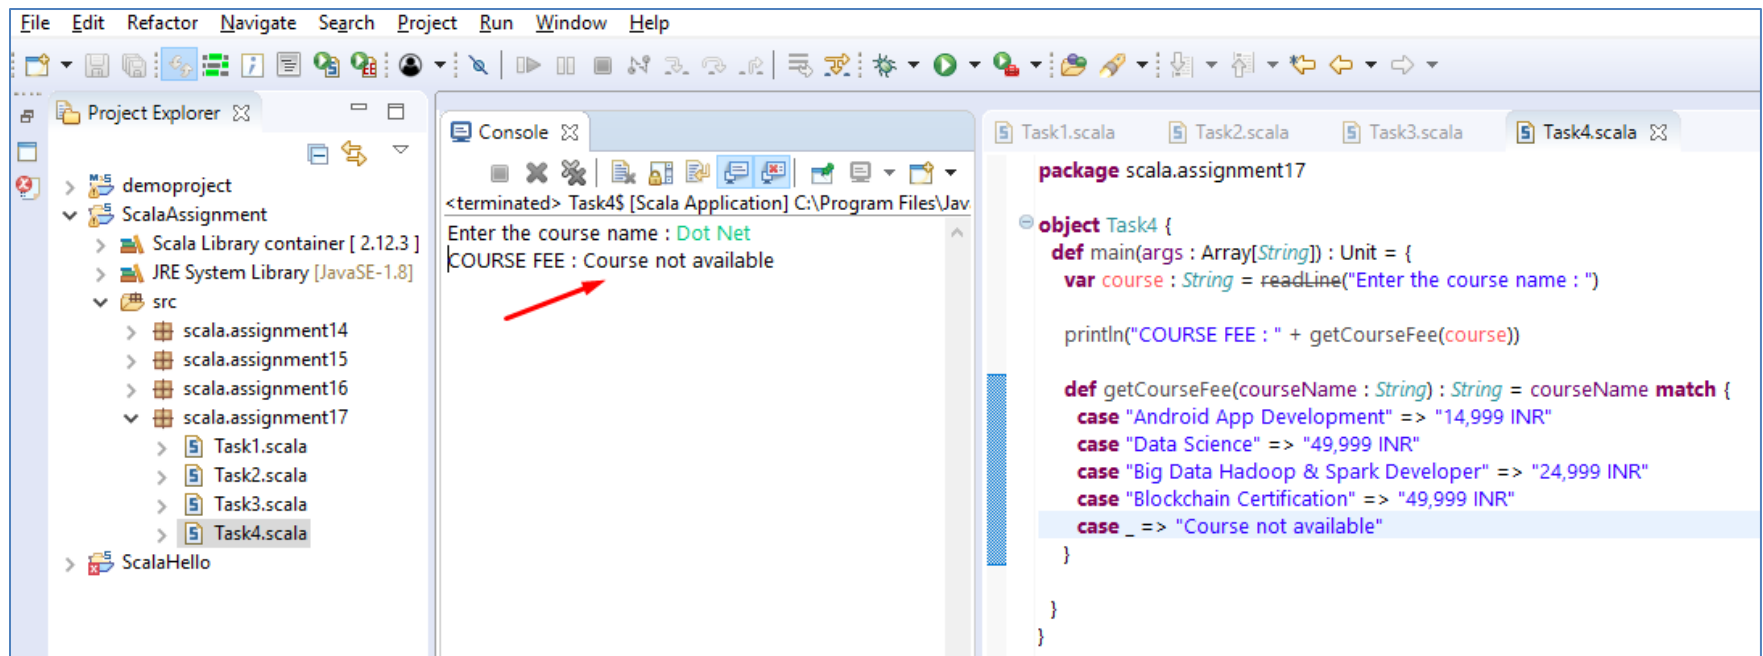 File Edit Refactor Navigate Search Project Run Window Help
Project Explorer
demoproject
ScalaAssignment
Scala Library container [ 2.12.3 ]
JRE System Library [JavaSE-1.8]
src
scala.assignment14
scala.assignment15
scala.assignment16
scala.assignment17
Task1.scala
Task2.scala
Task3.scala
Task4.scala
ScalaHello
Console
<terminated> Task4$ [Scala Application] C:\Program Files\Jav
Enter the course name : Dot Net
COURSE FEE : Course not available
Task1.scala Task2.scala Task3.scala Task4.scala
package scala.assignment17
object Task4 {
def main(args : Array[String]) : Unit = {
var course : String = readLine("Enter the course name : ")
println("COURSE FEE : " + getCourseFee(course))
def getCourseFee(courseName : String) : String = courseName match {
case "Android App Development" => "14,999 INR"
case "Data Science" => "49,999 INR"
case "Big Data Hadoop & Spark Developer" => "24,999 INR"
case "Blockchain Certification" => "49,999 INR"
case _ => "Course not available"
}
}
}